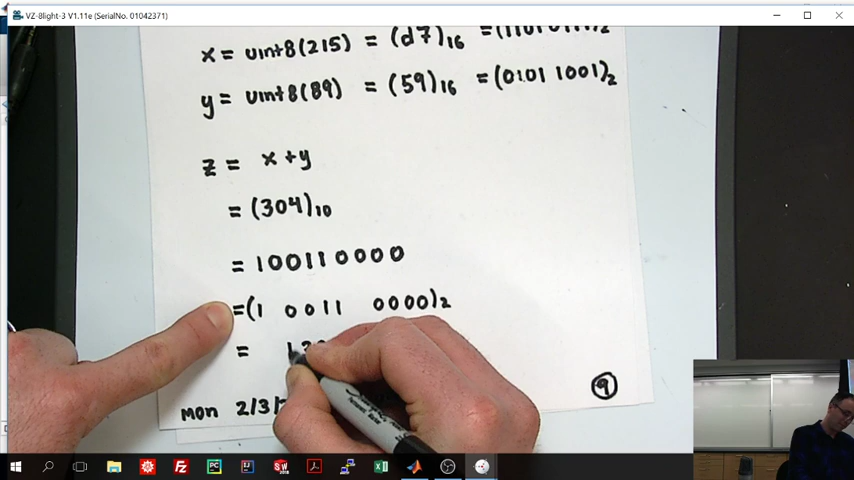 VZ-8light-3 V1.11e (SerialNo. 01042371)
x = uint8(215) = (d7)16
y = uint8(89) = (59)16 = (0101 1001)2
z = x+y
= (304)10
= 100110000
=(1 0011 0000)2
=
mon 2/3/
9